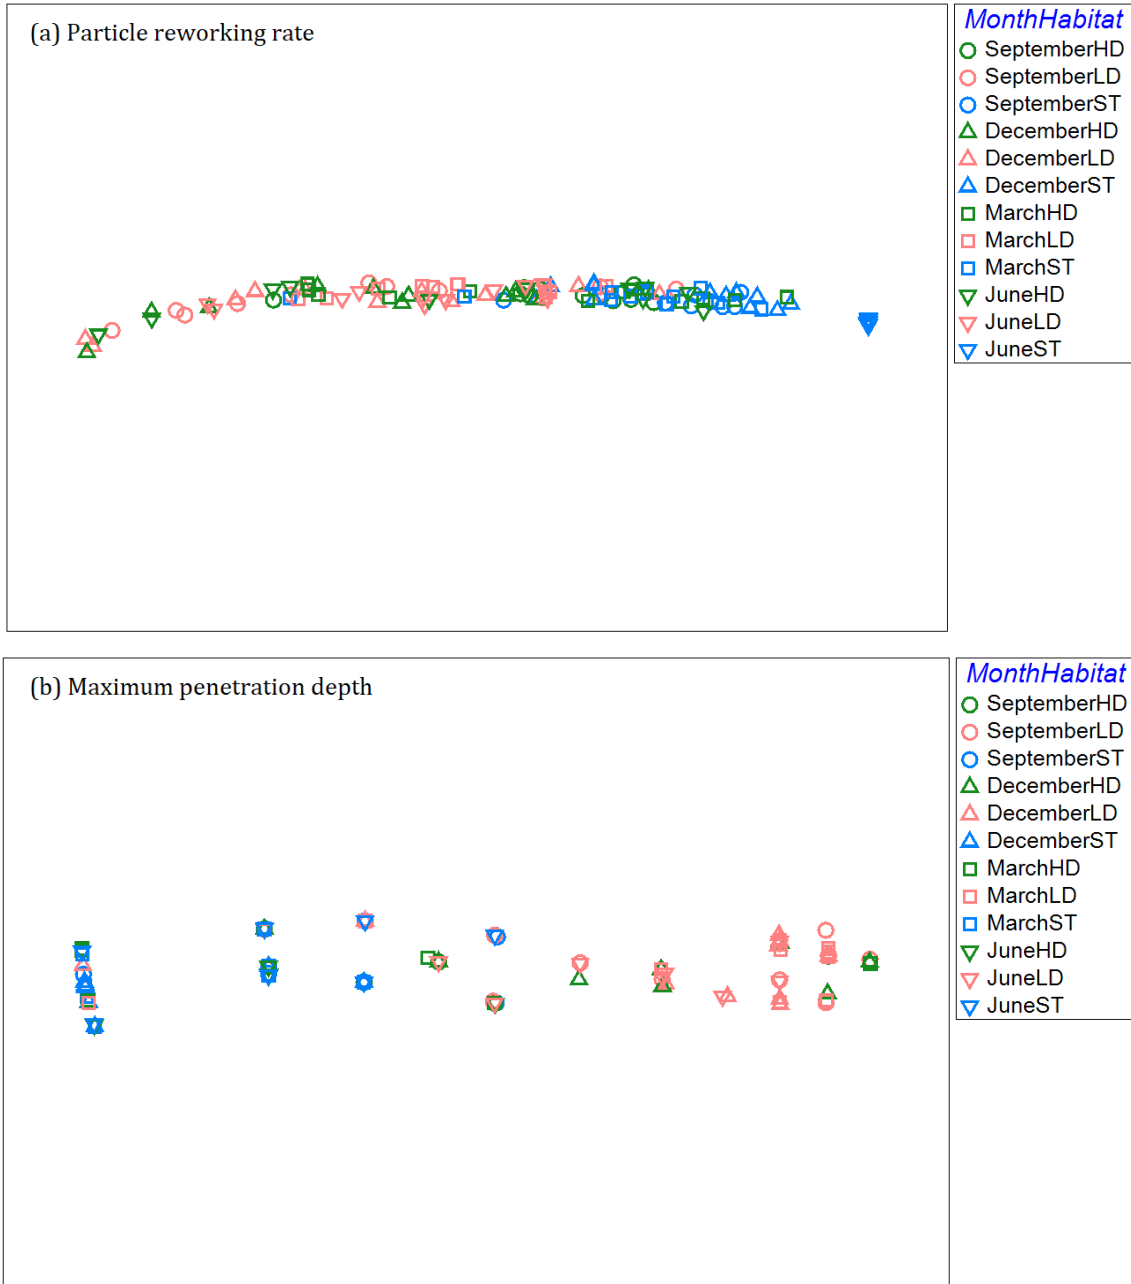 (a) Particle reworking rate
MonthHabitat
SeptemberHD
SeptemberLD
SeptemberST
DecemberHD
DecemberLD
DecemberST
MarchHD
MarchLD
MarchST
JuneHD
JuneLD
JuneST
(b) Maximum penetration depth
MonthHabitat
SeptemberHD
SeptemberLD
SeptemberST
DecemberHD
DecemberLD
DecemberST
MarchHD
MarchLD
MarchST
JuneHD
JuneLD
JuneST